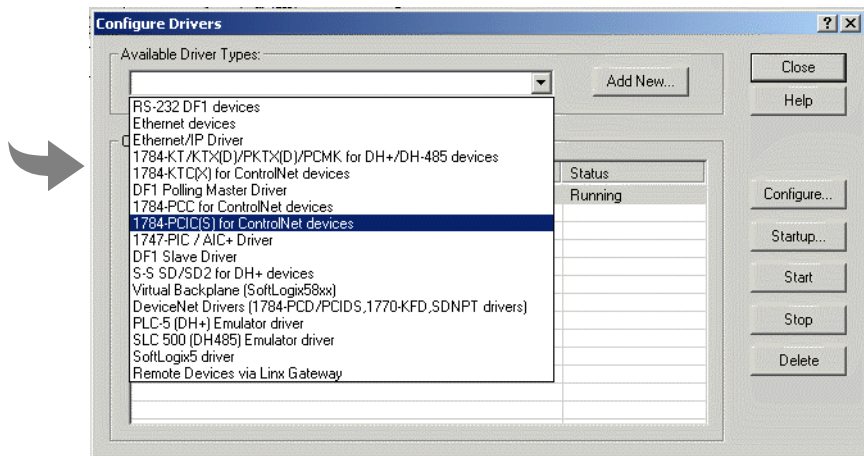 Configure Drivers
Available Driver Types:
Add New...
Close
Help
RS-232 DF1 devices
Ethernet devices
Ethernet/IP Driver
1784-KT/KTX(D)/PKTX(D)/PCMK for DH+/DH-485 devices
1784-KTC(X) for ControlNet devices
DF1 Polling Master Driver
1784-PCC for ControlNet devices
1784-PCIC(S) for ControlNet devices
1747-PIC / AIC+ Driver
DF1 Slave Driver
S-S SD/SD2 for DH+ devices
Virtual Backplane (SoftLogix58xx)
DeviceNet Drivers (1784-PCD/PCIDS,1770-KFD,SDNPT drivers)
PLC-5 (DH+) Emulator driver
SLC 500 (DH485) Emulator driver
SoftLogix5 driver
Remote Devices via Linx Gateway
Status
Running
Configure...
Startup...
Start
Stop
Delete